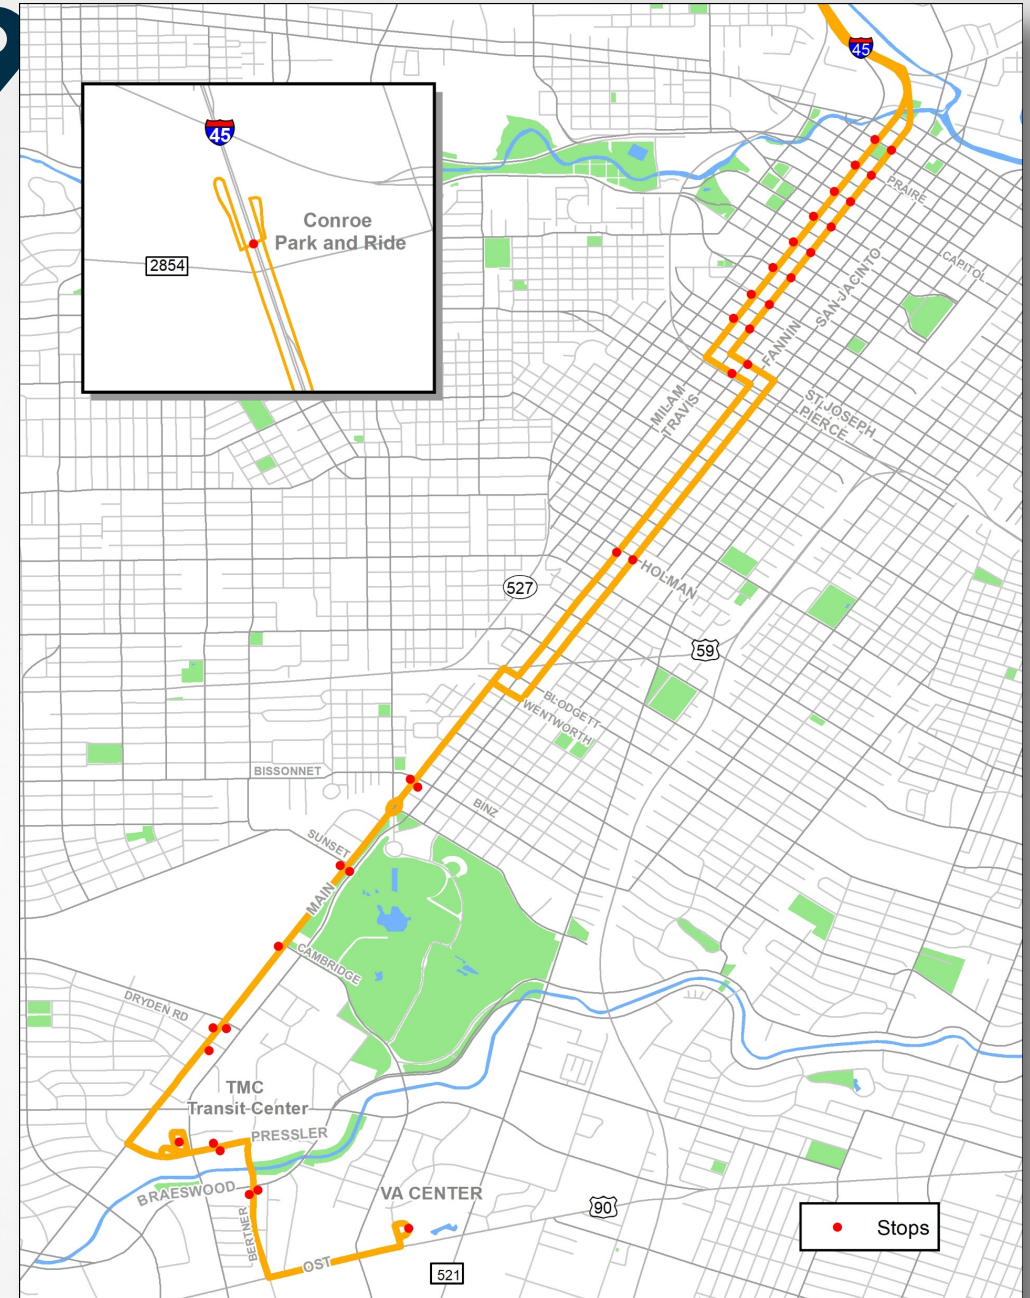 45
45
Conroe
Park and Ride
2854
PRAIRE
CAPITOL
SAN JACINTO
FANNIN
MILAM
TRAVIS
ST JOSEPH
PIERCE
HOLMAN
527
59
BLODGETT
WENTWORTH
BISSONNET
BINZ
SUNSET
MAIN
CAMBRIDGE
DRYDEN RD
TMC
Transit Center
PRESSLER
BRAESWOOD
VA CENTER
90
BERTNER
OST
521
Stops